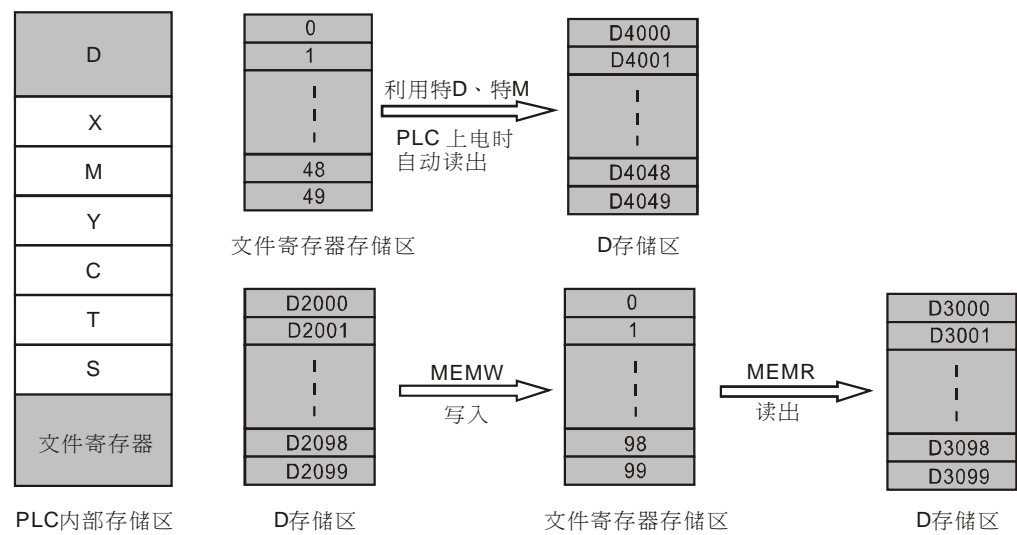 D
X
M
Y
C
T
S
文件寄存器
PLC内部存储区
0
1
48
49
文件寄存器存储区
利用特D、特M
PLC 上电时
自动读出
D4000
D4001
D4048
D4049
D存储区
D2000
D2001
D2098
D2099
D存储区
MEMW
写入
0
1
98
99
文件寄存器存储区
MEMR
读出
D3000
D3001
D3098
D3099
D存储区